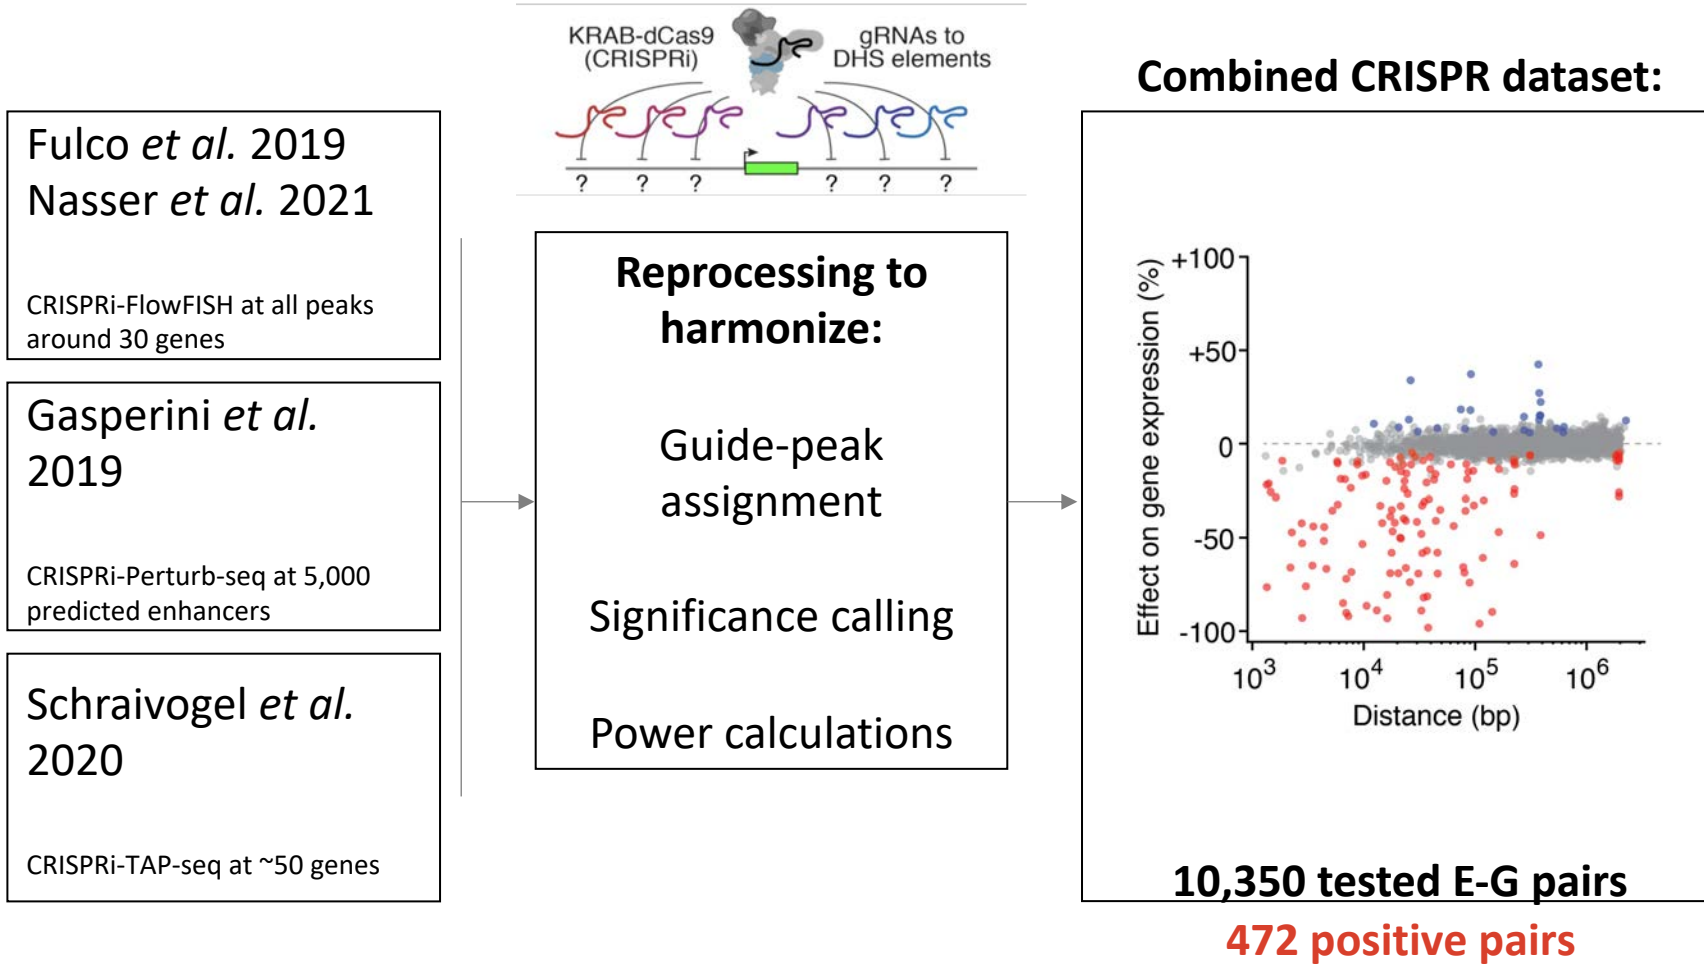 KRAB-dCas9
(CRISPRi)
gRNAs to
DHS elements
? ? ? ? ? ?
Fulco et al. 2019
Nasser et al. 2021
CRISPRi-FlowFISH at all peaks
around 30 genes
Gasperini et al.
2019
CRISPRi-Perturb-seq at 5,000
predicted enhancers
Schraivogel et al.
2020
CRISPRi-TAP-seq at ~50 genes
Reprocessing to
harmonize:
Guide-peak
assignment
Significance calling
Power calculations
Combined CRISPR dataset:
Effect on gene expression (%)
+100
+50
0
-50
-100
10³ 10⁴ 10⁵ 10⁶
Distance (bp)
10,350 tested E-G pairs
472 positive pairs